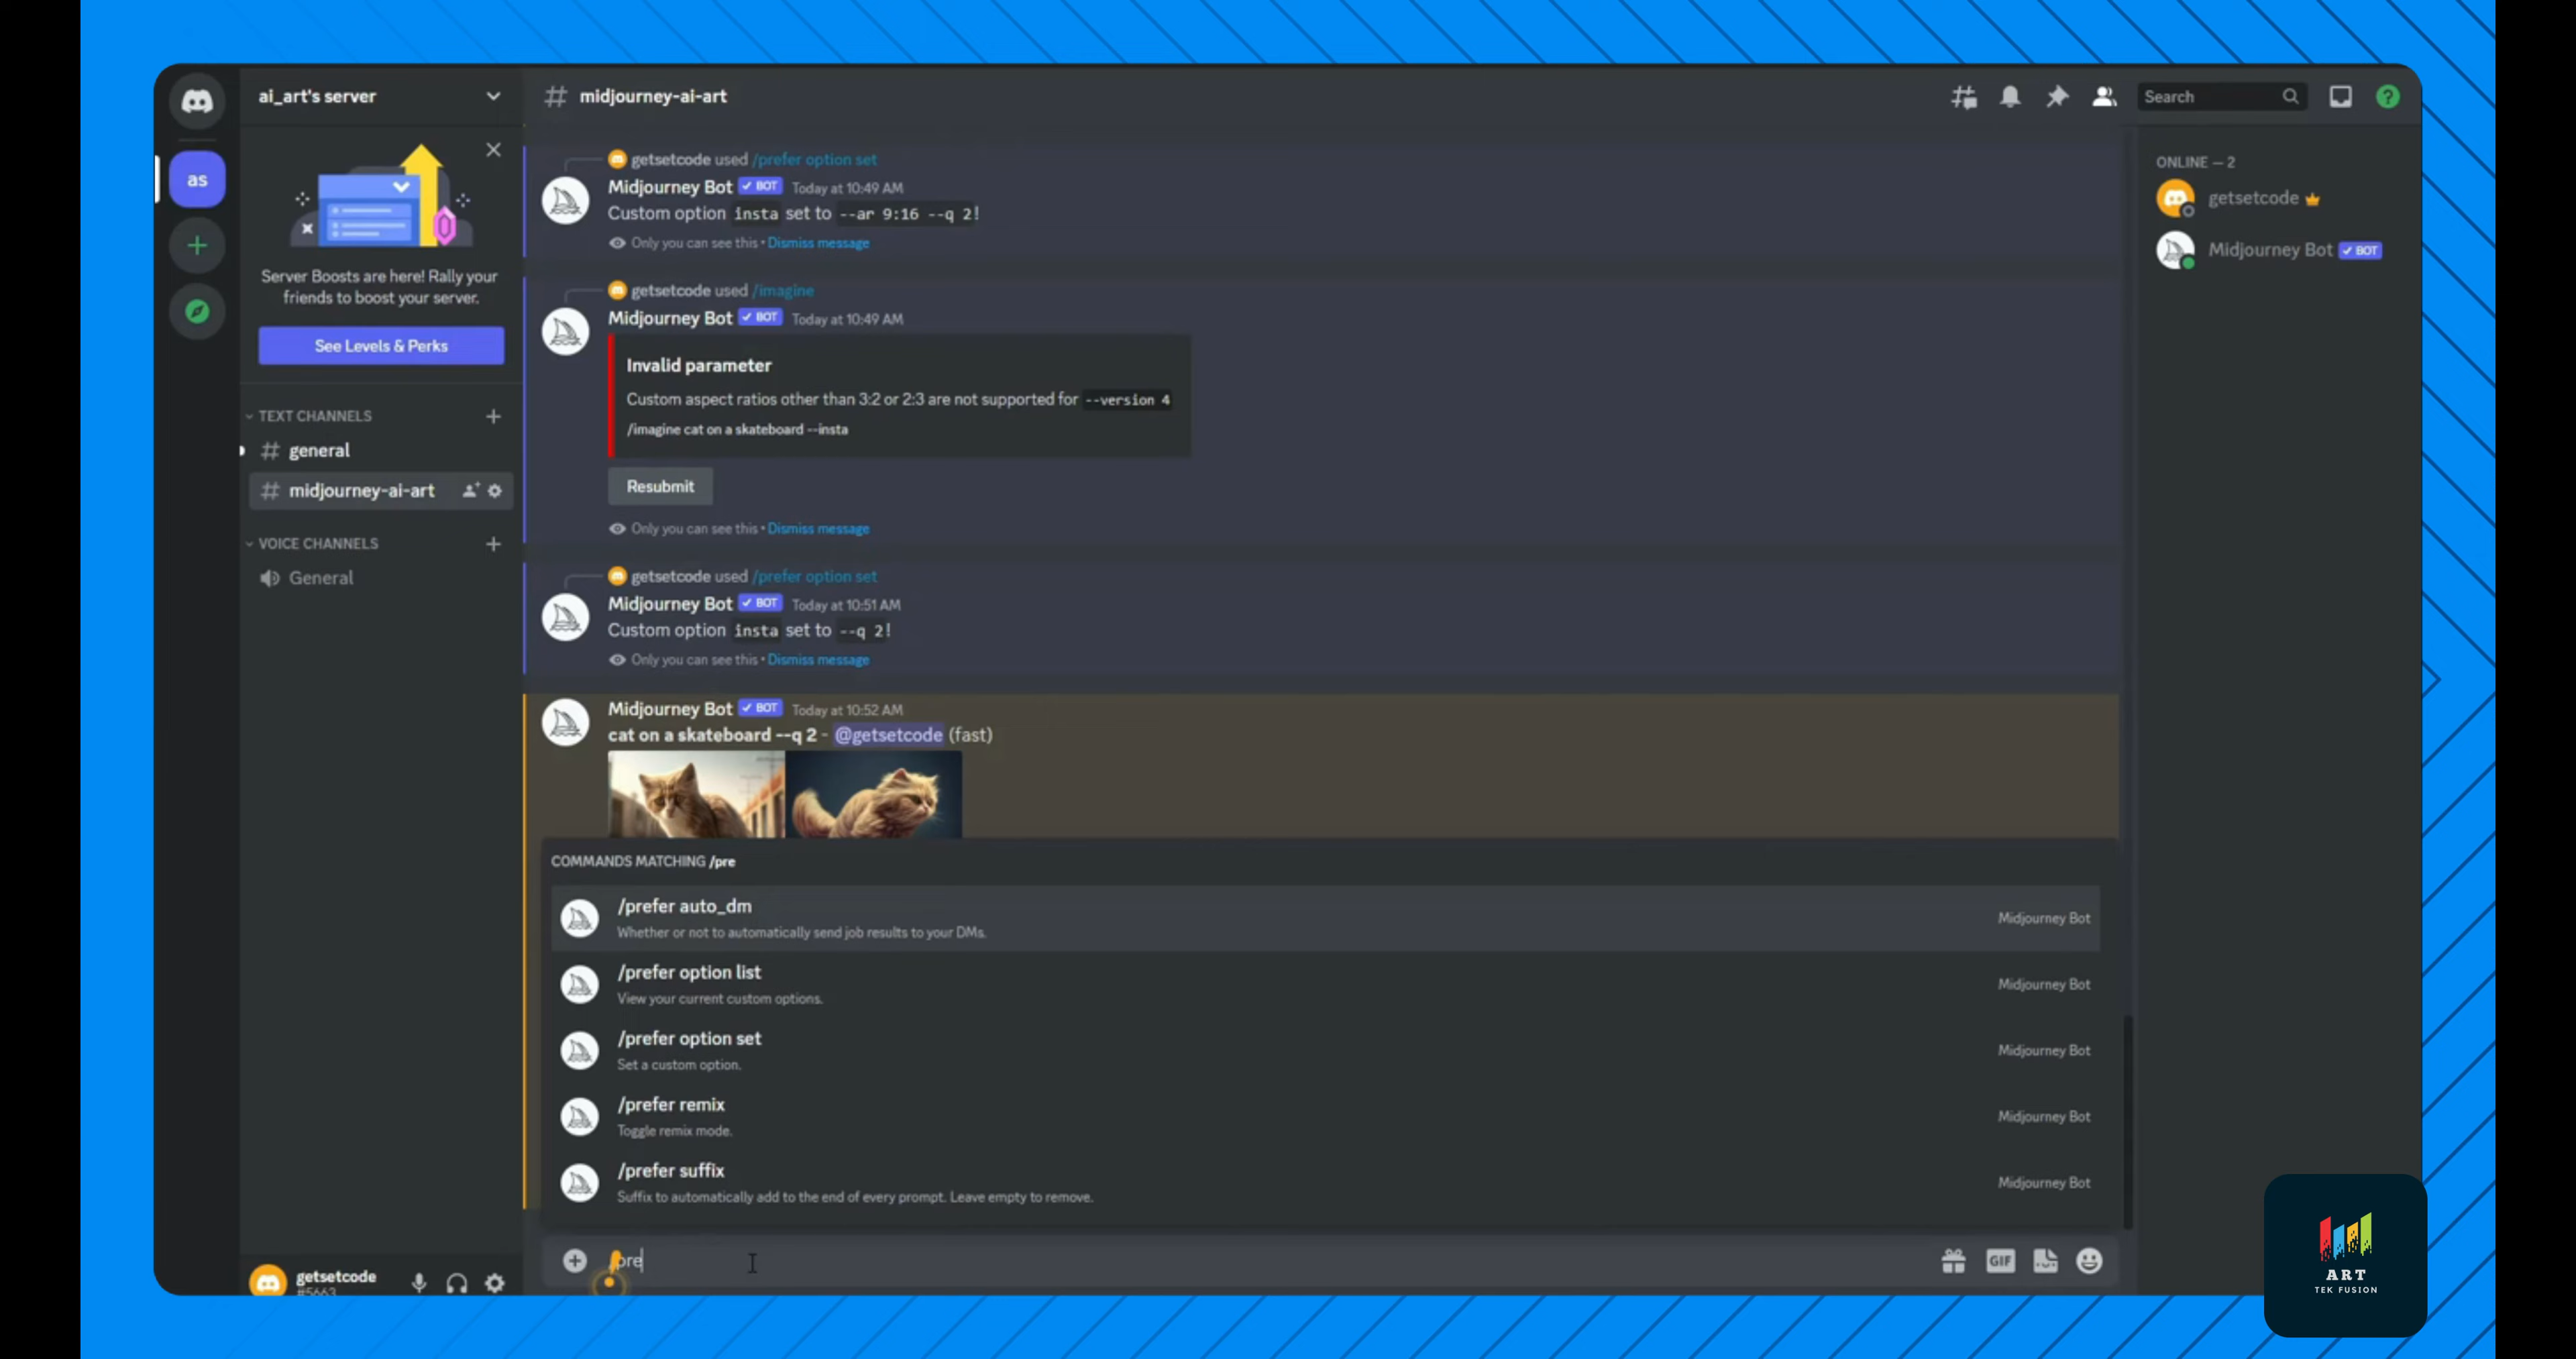 ai_art's server
midjourney-ai-art
Search
as
Server Boosts are here! Rally your
friends to boost your server.
See Levels & Perks
TEXT CHANNELS
general
midjourney-ai-art
VOICE CHANNELS
General
getsetcode
#5663
getsetcode used /prefer option set
Midjourney Bot BOT Today at 10:49 AM
Custom option insta set to --ar 9:16 --q 2!
Only you can see this • Dismiss message
getsetcode used /imagine
Midjourney Bot BOT Today at 10:49 AM
Invalid parameter
Custom aspect ratios other than 3:2 or 2:3 are not supported for --version 4
/imagine cat on a skateboard --insta
Resubmit
Only you can see this • Dismiss message
getsetcode used /prefer option set
Midjourney Bot BOT Today at 10:51 AM
Custom option insta set to --q 2!
Only you can see this • Dismiss message
Midjourney Bot BOT Today at 10:52 AM
cat on a skateboard --q 2 - @getsetcode (fast)
COMMANDS MATCHING /pre
/prefer auto_dm
Whether or not to automatically send job results to your DMs.
Midjourney Bot
/prefer option list
View your current custom options.
Midjourney Bot
/prefer option set
Set a custom option.
Midjourney Bot
/prefer remix
Toggle remix mode.
Midjourney Bot
/prefer suffix
Suffix to automatically add to the end of every prompt. Leave empty to remove.
Midjourney Bot
pre
GIF
ONLINE — 2
getsetcode
Midjourney Bot BOT
ART
TEK FUSION